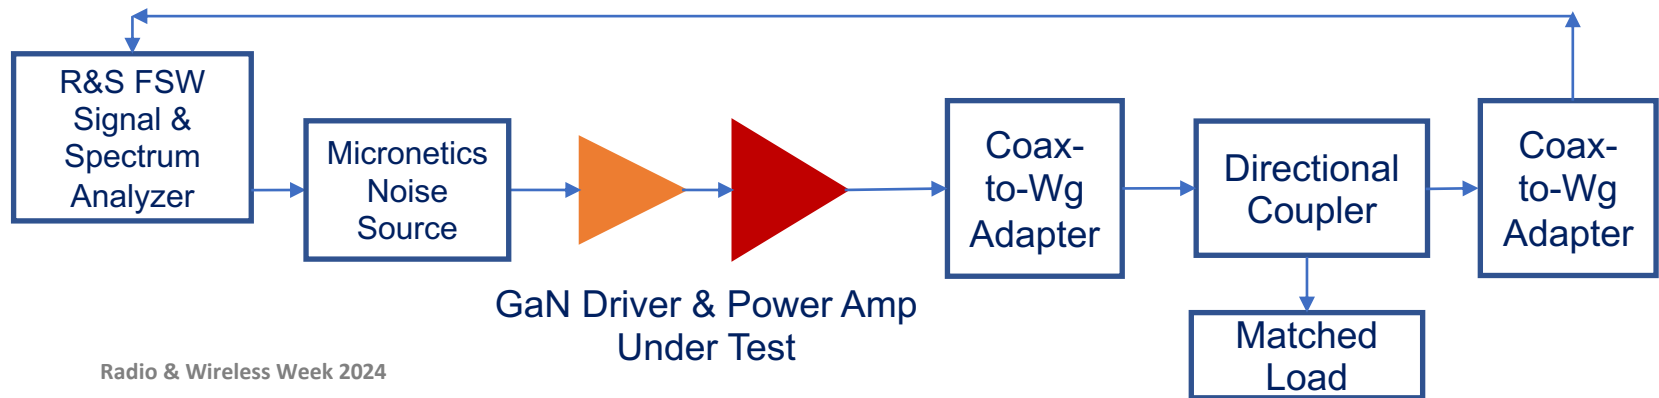 R&S FSW
Signal &
Spectrum
Analyzer
Micronetics
Noise
Source
GaN Driver & Power Amp
Under Test
Coax-
to-Wg
Adapter
Directional
Coupler
Matched
Load
Coax-
to-Wg
Adapter
Radio & Wireless Week 2024